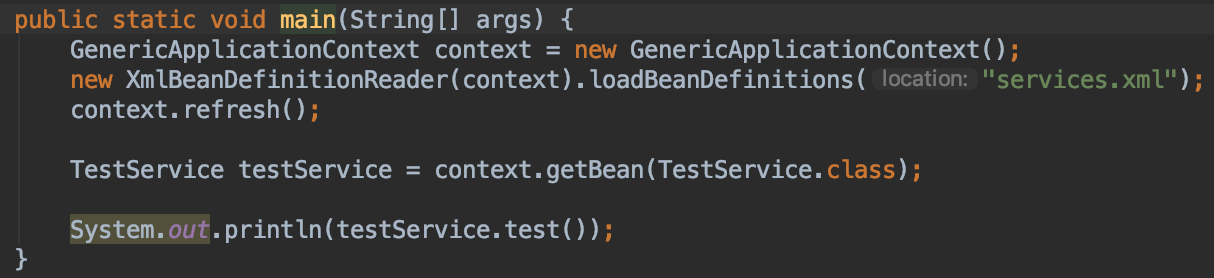 public static void main(String[] args) {
GenericApplicationContext context = new GenericApplicationContext();
new XmlBeanDefinitionReader(context).loadBeanDefinitions( location: "services.xml");
context.refresh();
TestService testService = context.getBean(TestService.class);
System.out.println(testService.test());
}